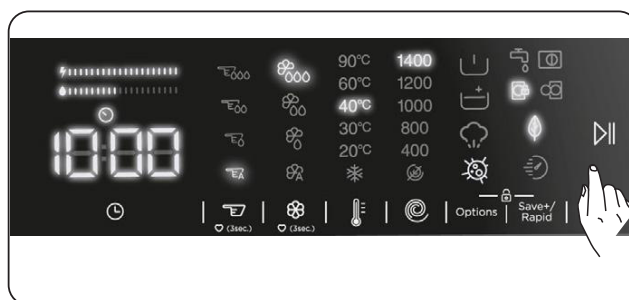 10:00
A
A
90°C
60°C
40°C
30°C
20°C
1400
1200
1000
800
400
(3sec.)
(3sec.)
Options
Save+/
Rapid